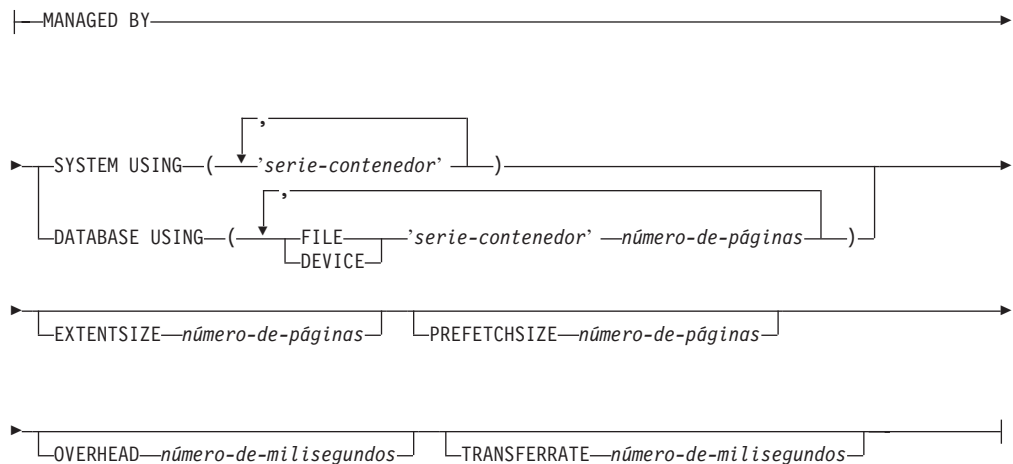 MANAGED BY
,
SYSTEM USING ( 'serie-contenedor' )
,
DATABASE USING ( FILE 'serie-contenedor' número-de-páginas )
DEVICE
EXTENTSIZE número-de-páginas PREFETCHSIZE número-de-páginas
OVERHEAD número-de-milisegundos TRANSFERRATE número-de-milisegundos